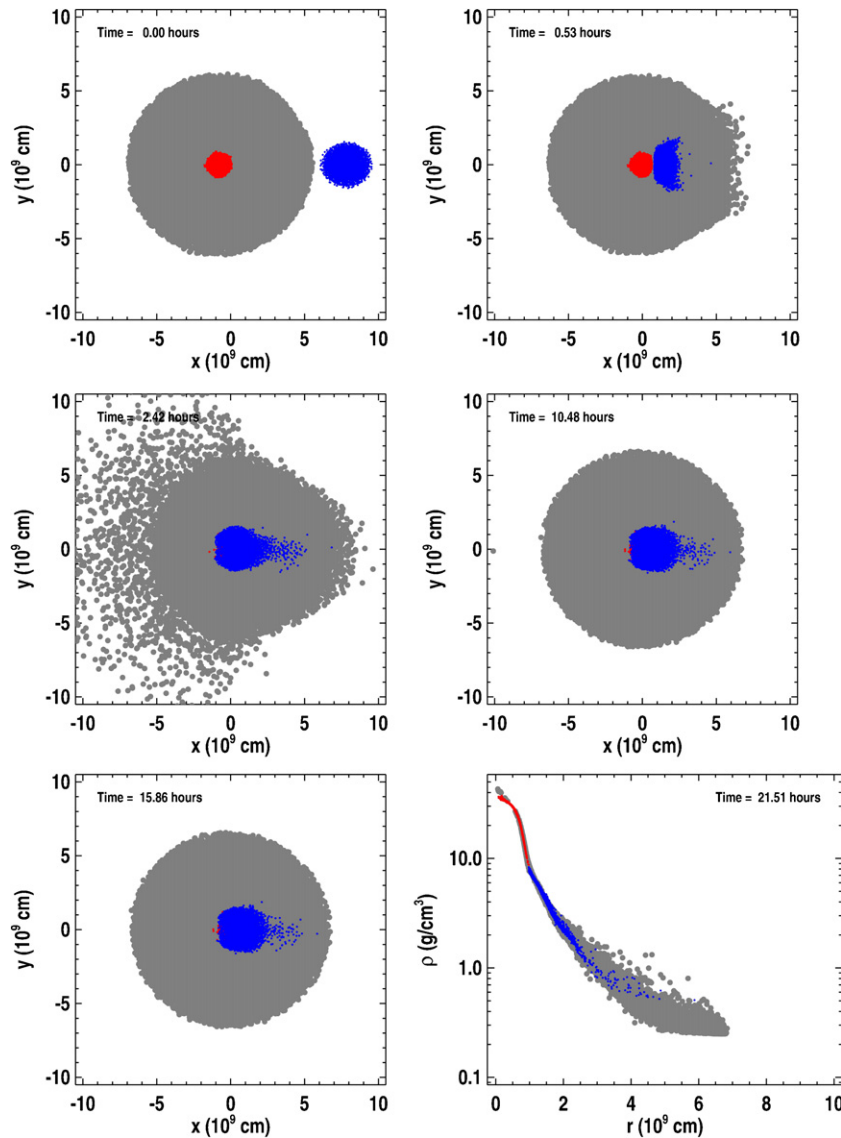 10
5
0
-5
-10
y (10⁹ cm)
Time = 0.00 hours
-10 -5 0 5 10
x (10⁹ cm)
10
5
0
-5
-10
y (10⁹ cm)
Time = 0.53 hours
-10 -5 0 5 10
x (10⁹ cm)
10
5
0
-5
-10
y (10⁹ cm)
Time = 2.42 hours
-10 -5 0 5 10
x (10⁹ cm)
10
5
0
-5
-10
y (10⁹ cm)
Time = 10.48 hours
-10 -5 0 5 10
x (10⁹ cm)
10
5
0
-5
-10
y (10⁹ cm)
Time = 15.86 hours
-10 -5 0 5 10
x (10⁹ cm)
10.0
1.0
0.1
ρ (g/cm³)
Time = 21.51 hours
0 2 4 6 8 10
r (10⁹ cm)